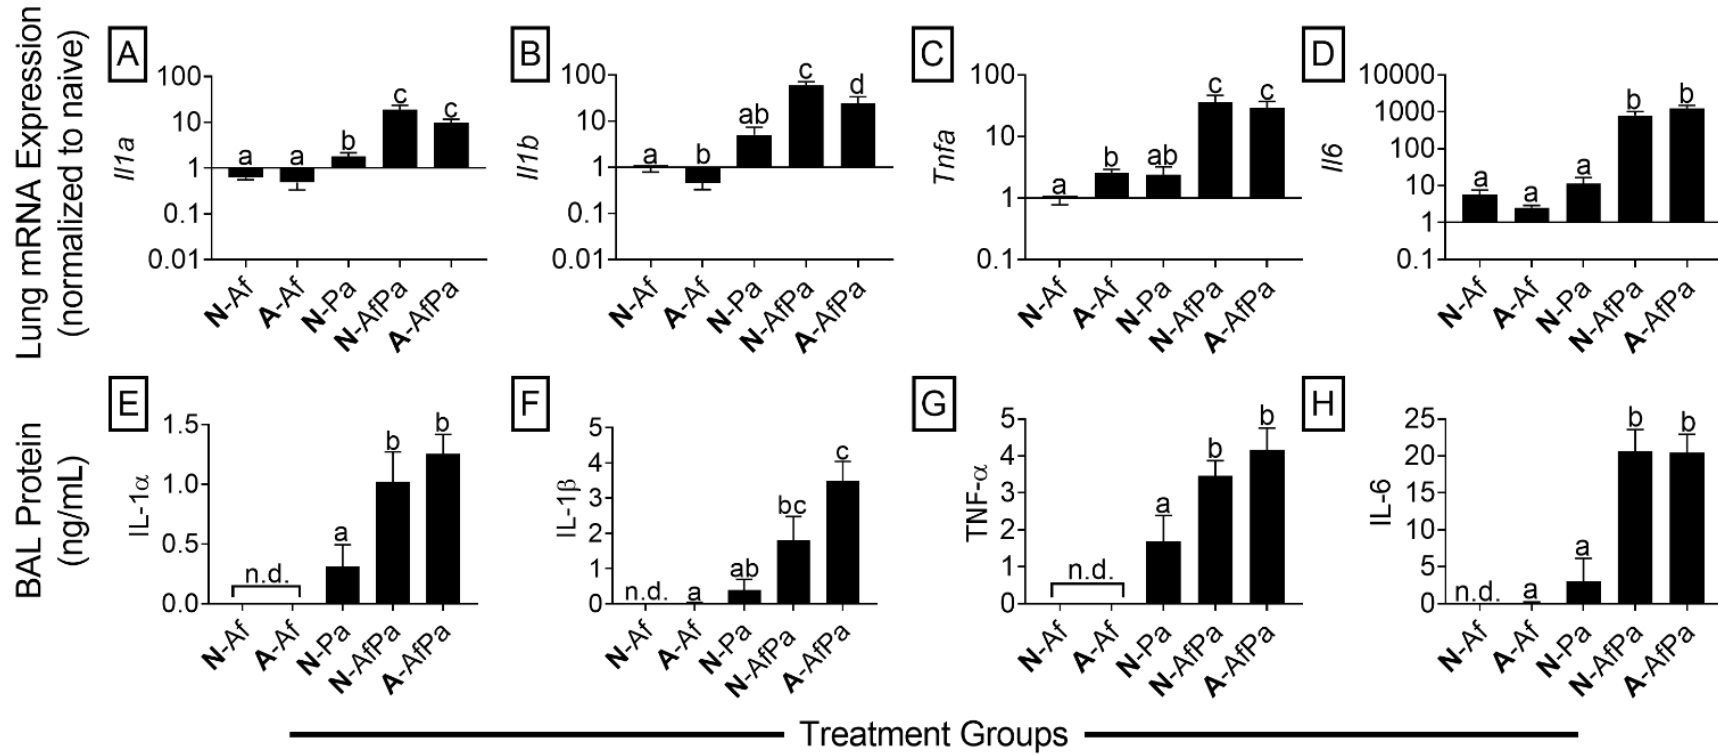 Lung mRNA Expression
(normalized to naive)
A
Il1a
100
10
1
0.1
0.01
a
a
b
c
c
N-Af
A-Af
N-Pa
N-AfPa
A-AfPa
B
Il1b
100
10
1
0.1
0.01
a
b
ab
c
d
N-Af
A-Af
N-Pa
N-AfPa
A-AfPa
C
Tnfa
100
10
1
0.1
a
b
ab
c
c
N-Af
A-Af
N-Pa
N-AfPa
A-AfPa
D
Il6
10000
1000
100
10
1
0.1
a
a
a
b
b
N-Af
A-Af
N-Pa
N-AfPa
A-AfPa
BAL Protein
(ng/mL)
E
IL-1α
1.5
1.0
0.5
0.0
n.d.
a
b
b
N-Af
A-Af
N-Pa
N-AfPa
A-AfPa
F
IL-1β
5
4
3
2
1
0
n.d.
a
ab
bc
c
N-Af
A-Af
N-Pa
N-AfPa
A-AfPa
G
TNF-α
5
4
3
2
1
0
n.d.
a
b
b
N-Af
A-Af
N-Pa
N-AfPa
A-AfPa
H
IL-6
25
20
15
10
5
0
n.d.
a
a
b
b
N-Af
A-Af
N-Pa
N-AfPa
A-AfPa
Treatment Groups